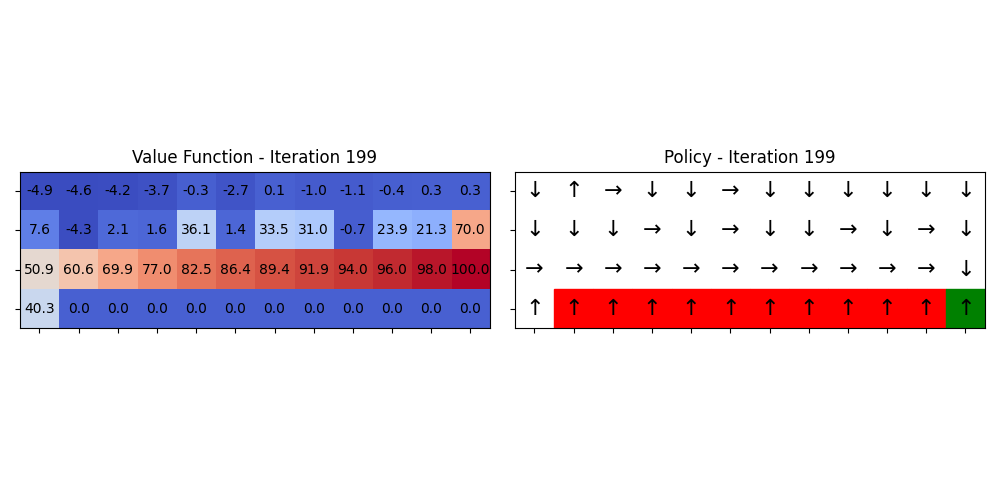 Value Function - Iteration 199
-4.9 -4.6 -4.2 -3.7 -0.3 -2.7 0.1 -1.0 -1.1 -0.4 0.3 0.3
7.6 -4.3 2.1 1.6 36.1 1.4 33.5 31.0 -0.7 23.9 21.3 70.0
50.9 60.6 69.9 77.0 82.5 86.4 89.4 91.9 94.0 96.0 98.0 100.0
40.3 0.0 0.0 0.0 0.0 0.0 0.0 0.0 0.0 0.0 0.0 0.0
Policy - Iteration 199
↓ ↑ → ↓ ↓ → ↓ ↓ ↓ ↓ ↓ ↓
↓ ↓ ↓ → ↓ → ↓ ↓ → ↓ → ↓
→ → → → → → → → → → → ↓
↑ ↑ ↑ ↑ ↑ ↑ ↑ ↑ ↑ ↑ ↑ ↑